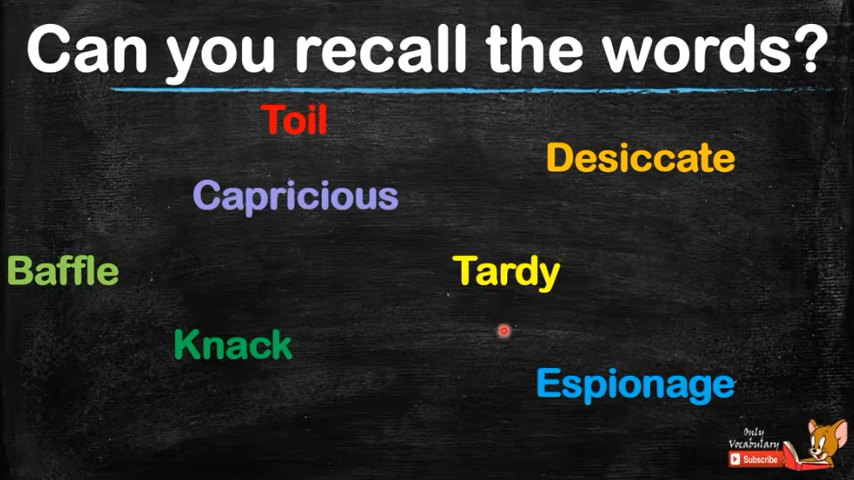 Can you recall the words?
Toil
Desiccate
Capricious
Baffle
Tardy
Knack
Espionage
Only
Vocabulary
Subscribe